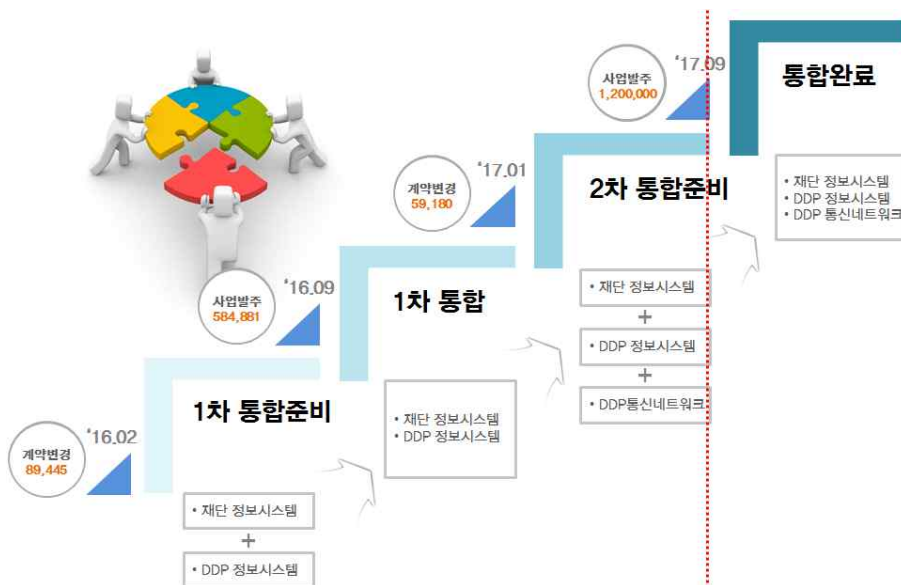 계약변경
89,445
‘16.02
1차 통합준비
• 재단 정보시스템
+
• DDP 정보시스템
사업발주
584,881
‘16.09
1차 통합
• 재단 정보시스템
• DDP 정보시스템
계약변경
59,180
‘17.01
2차 통합준비
• 재단 정보시스템
+
• DDP 정보시스템
+
• DDP통신네트워크
사업발주
1,200,000
‘17.09
통합완료
• 재단 정보시스템
• DDP 정보시스템
• DDP 통신네트워크